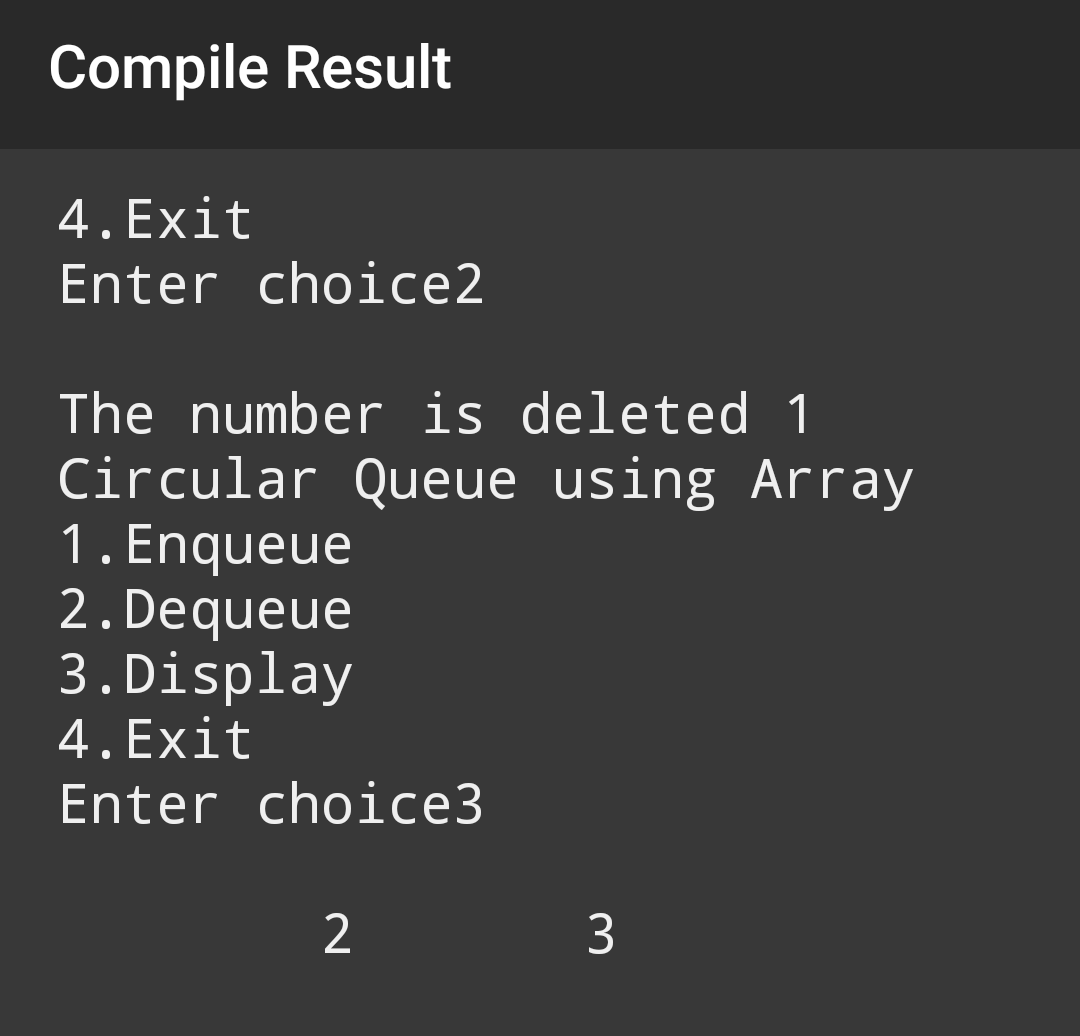 Compile Result
4.Exit
Enter choice2
The number is deleted 1
Circular Queue using Array
1.Enqueue
2.Dequeue
3.Display
4.Exit
Enter choice3
2 3